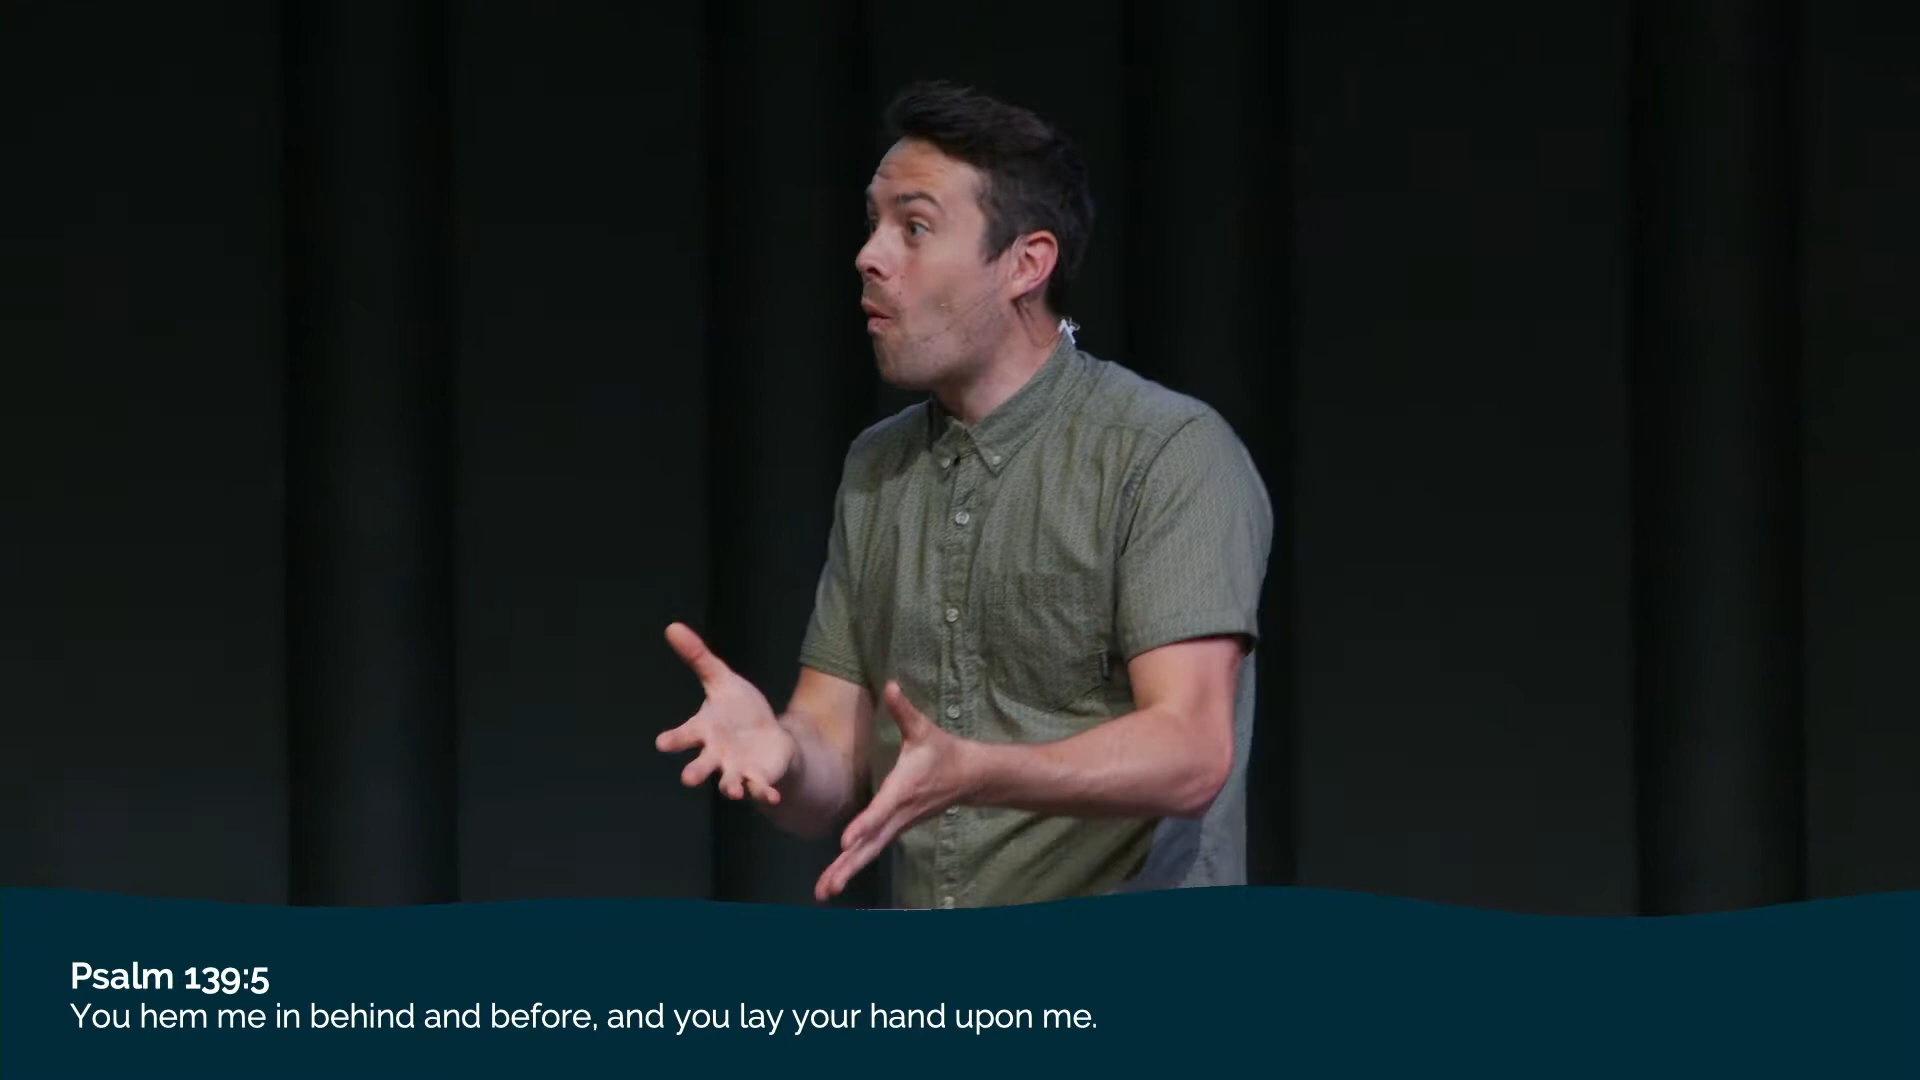 Psalm 139:5
You hem me in behind and before, and you lay your hand upon me.